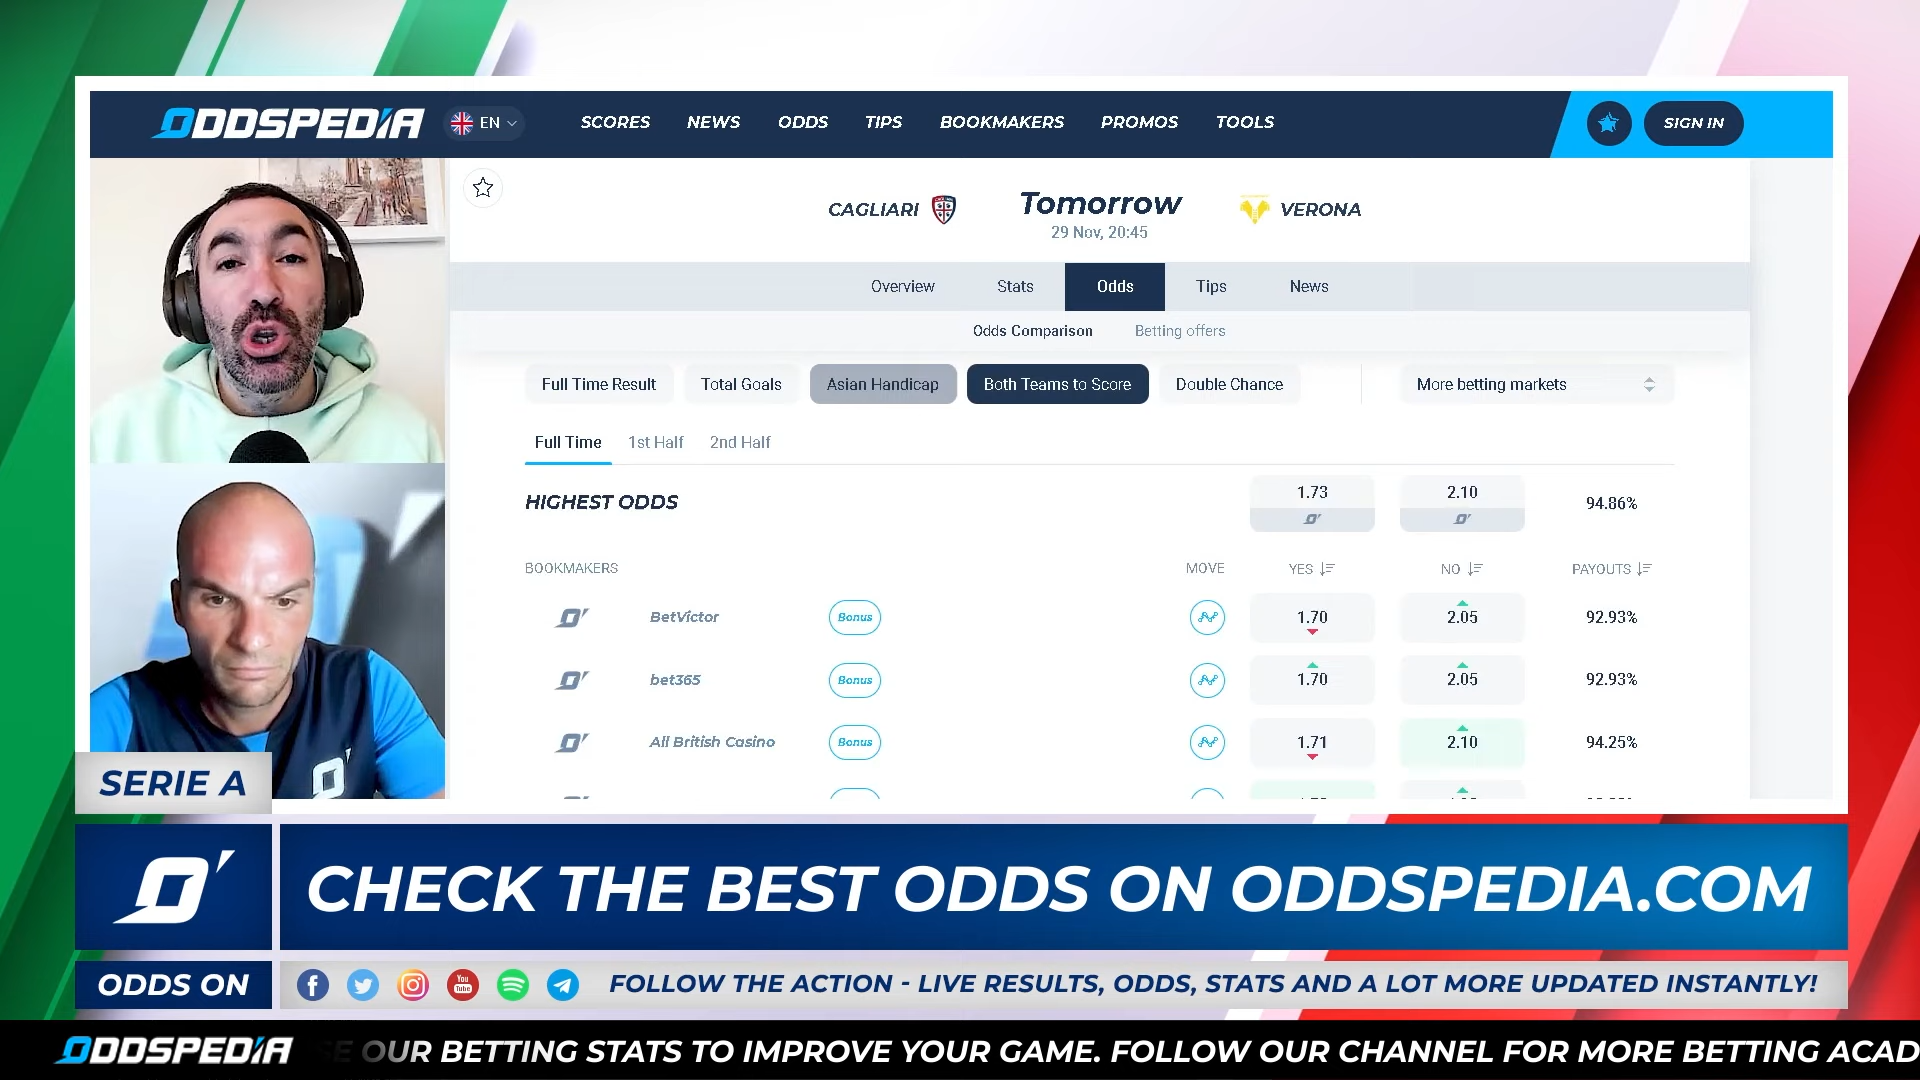 ODDSPEDIA
EN
SCORES NEWS ODDS TIPS BOOKMAKERS PROMOS TOOLS
SIGN IN
CAGLIARI
Tomorrow
29 Nov, 20:45
VERONA
Overview Stats Odds Tips News
Odds Comparison Betting offers
Full Time Result Total Goals Asian Handicap Both Teams to Score Double Chance More betting markets
Full Time 1st Half 2nd Half
HIGHEST ODDS 1.73 2.10 94.86%
BOOKMAKERS MOVE YES NO PAYOUTS
BetVictor Bonus 1.70 2.05 92.93%
bet365 Bonus 1.70 2.05 92.93%
All British Casino Bonus 1.71 2.10 94.25%
SERIE A
CHECK THE BEST ODDS ON ODDSPEDIA.COM
ODDS ON
You Tube
FOLLOW THE ACTION - LIVE RESULTS, ODDS, STATS AND A LOT MORE UPDATED INSTANTLY!
ODDSPEDIA
OUR BETTING STATS TO IMPROVE YOUR GAME. FOLLOW OUR CHANNEL FOR MORE BETTING ACAD